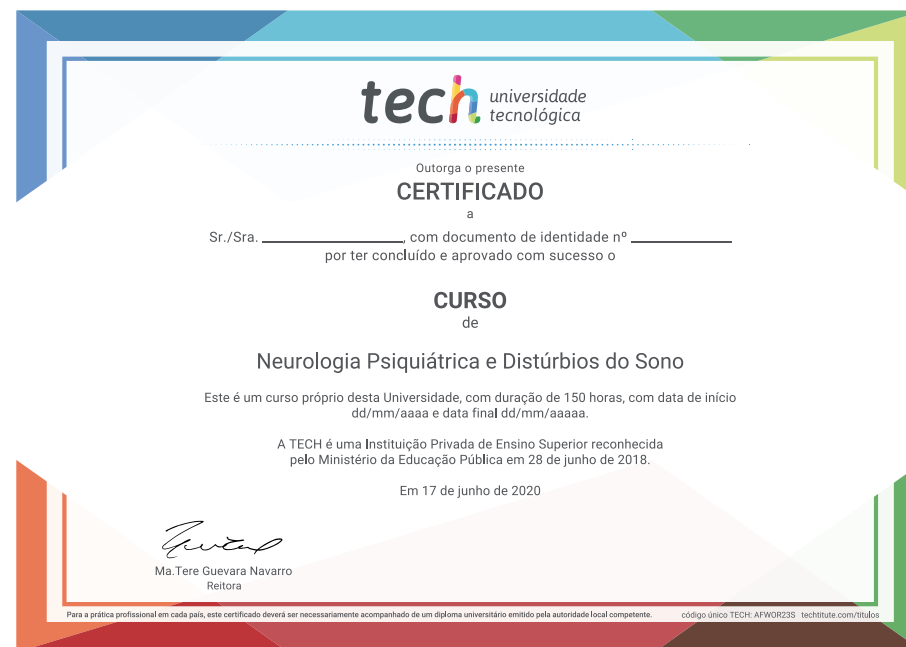 tech universidade
tecnológica
Outorga o presente
CERTIFICADO
a
Sr./Sra. ____________, com documento de identidade nº ____________
por ter concluído e aprovado com sucesso o
CURSO
de
Neurologia Psiquiátrica e Distúrbios do Sono
Este é um curso próprio desta Universidade, com duração de 150 horas, com data de início
dd/mm/aaaa e data final dd/mm/aaaaa.
A TECH é uma Instituição Privada de Ensino Superior reconhecida
pelo Ministério da Educação Pública em 28 de junho de 2018.
Em 17 de junho de 2020
Ma.Tere Guevara Navarro
Reitora
Para a prática profissional em cada país, este certificado deverá ser necessariamente acompanhado de um diploma universitário emitido pela autoridade local competente. código único TECH: AFWOR23S techtitute.com/titulos